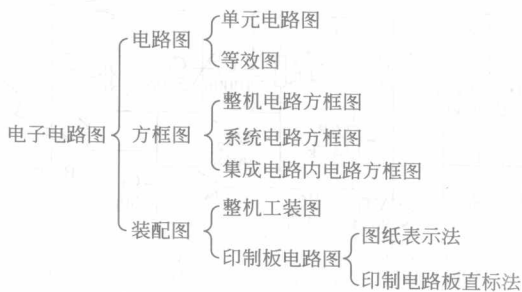 电子电路图
电路图
单元电路图
等效图
方框图
整机电路方框图
系统电路方框图
集成电路内电路方框图
装配图
整机工装图
印制板电路图
图纸表示法
印制电路板直标法